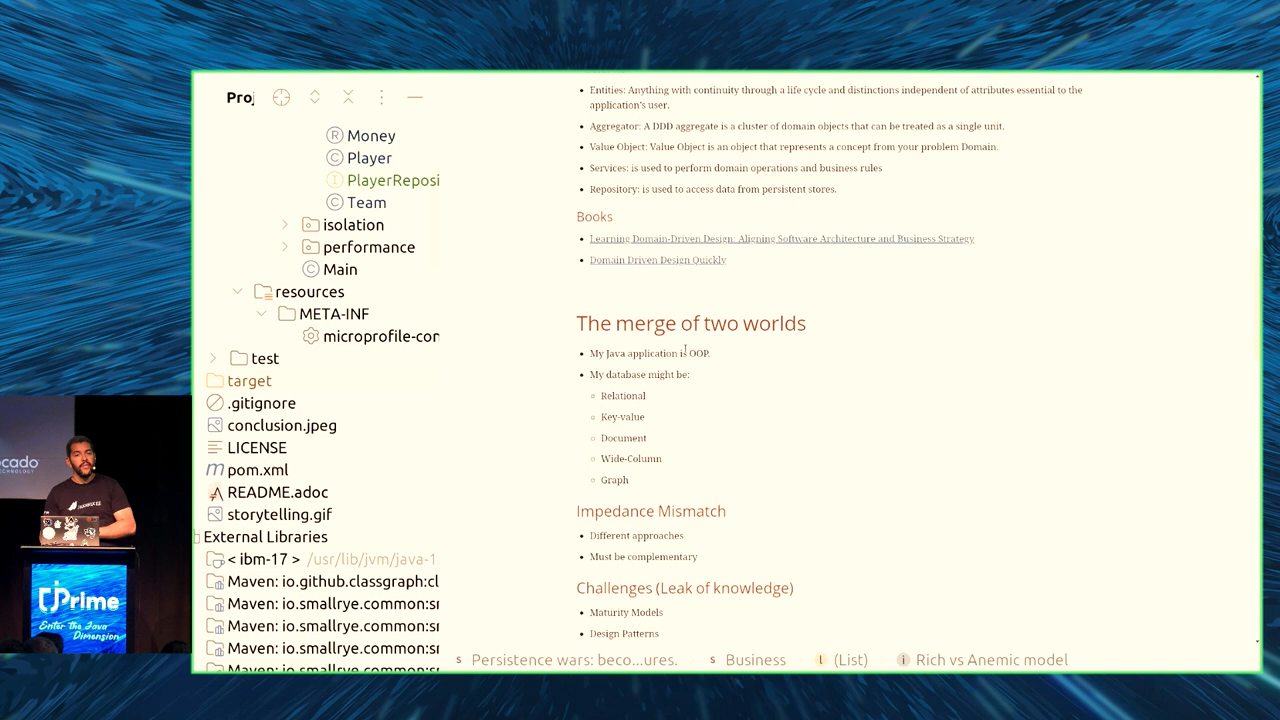 Proj
Money
Player
PlayerReposi
Team
isolation
performance
Main
resources
META-INF
microprofile-con
test
target
.gitignore
conclusion.jpeg
LICENSE
pom.xml
README.adoc
storytelling.gif
External Libraries
< ibm-17 > /usr/lib/jvm/java-1
Maven: io.github.classgraph:cl
Maven: io.smallrye.common:sr
Maven: io.smallrye.common:sr
Maven: io.smallrye.common:sr
Maven: io.smallrye.common:sr
Entities: Anything with continuity through a life cycle and distinctions independent of attributes essential to the
application's user.
Aggregator: A DDD aggregate is a cluster of domain objects that can be treated as a single unit.
Value Object: Value Object is an object that represents a concept from your problem Domain.
Services: is used to perform domain operations and business rules
Repository: is used to access data from persistent stores.
Books
Learning Domain-Driven Design: Aligning Software Architecture and Business Strategy
Domain Driven Design Quickly
The merge of two worlds
My Java application is OOP.
My database might be:
Relational
Key-value
Document
Wide-Column
Graph
Impedance Mismatch
Different approaches
Must be complementary
Challenges (Leak of knowledge)
Maturity Models
Design Patterns
s Persistence wars: beco...ures. s Business l (List) i Rich vs Anemic model
cado
TECHNOLOGY
jPrime
Enter the Java
Dimension